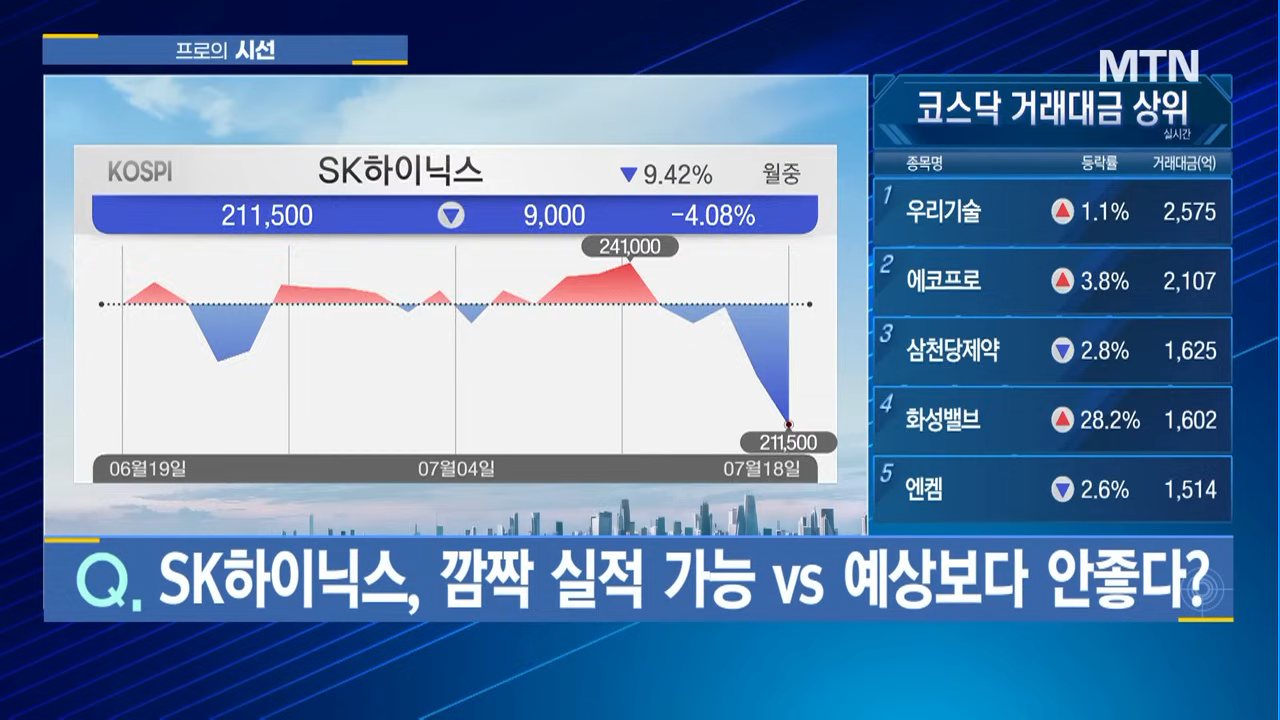 프로의 시선
MTN
KOSPI SK하이닉스 ▼ 9.42% 월중
211,500 ▽ 9,000 -4.08%
241,000
211,500
06월19일 07월04일 07월18일
코스닥 거래대금 상위
실시간
종목명 등락률 거래대금(억)
1 우리기술 ▲ 1.1% 2,575
2 에코프로 ▲ 3.8% 2,107
3 삼천당제약 ▼ 2.8% 1,625
4 화성밸브 ▲ 28.2% 1,602
5 엔켐 ▼ 2.6% 1,514
Q. SK하이닉스, 깜짝 실적 가능 vs 예상보다 안좋다?